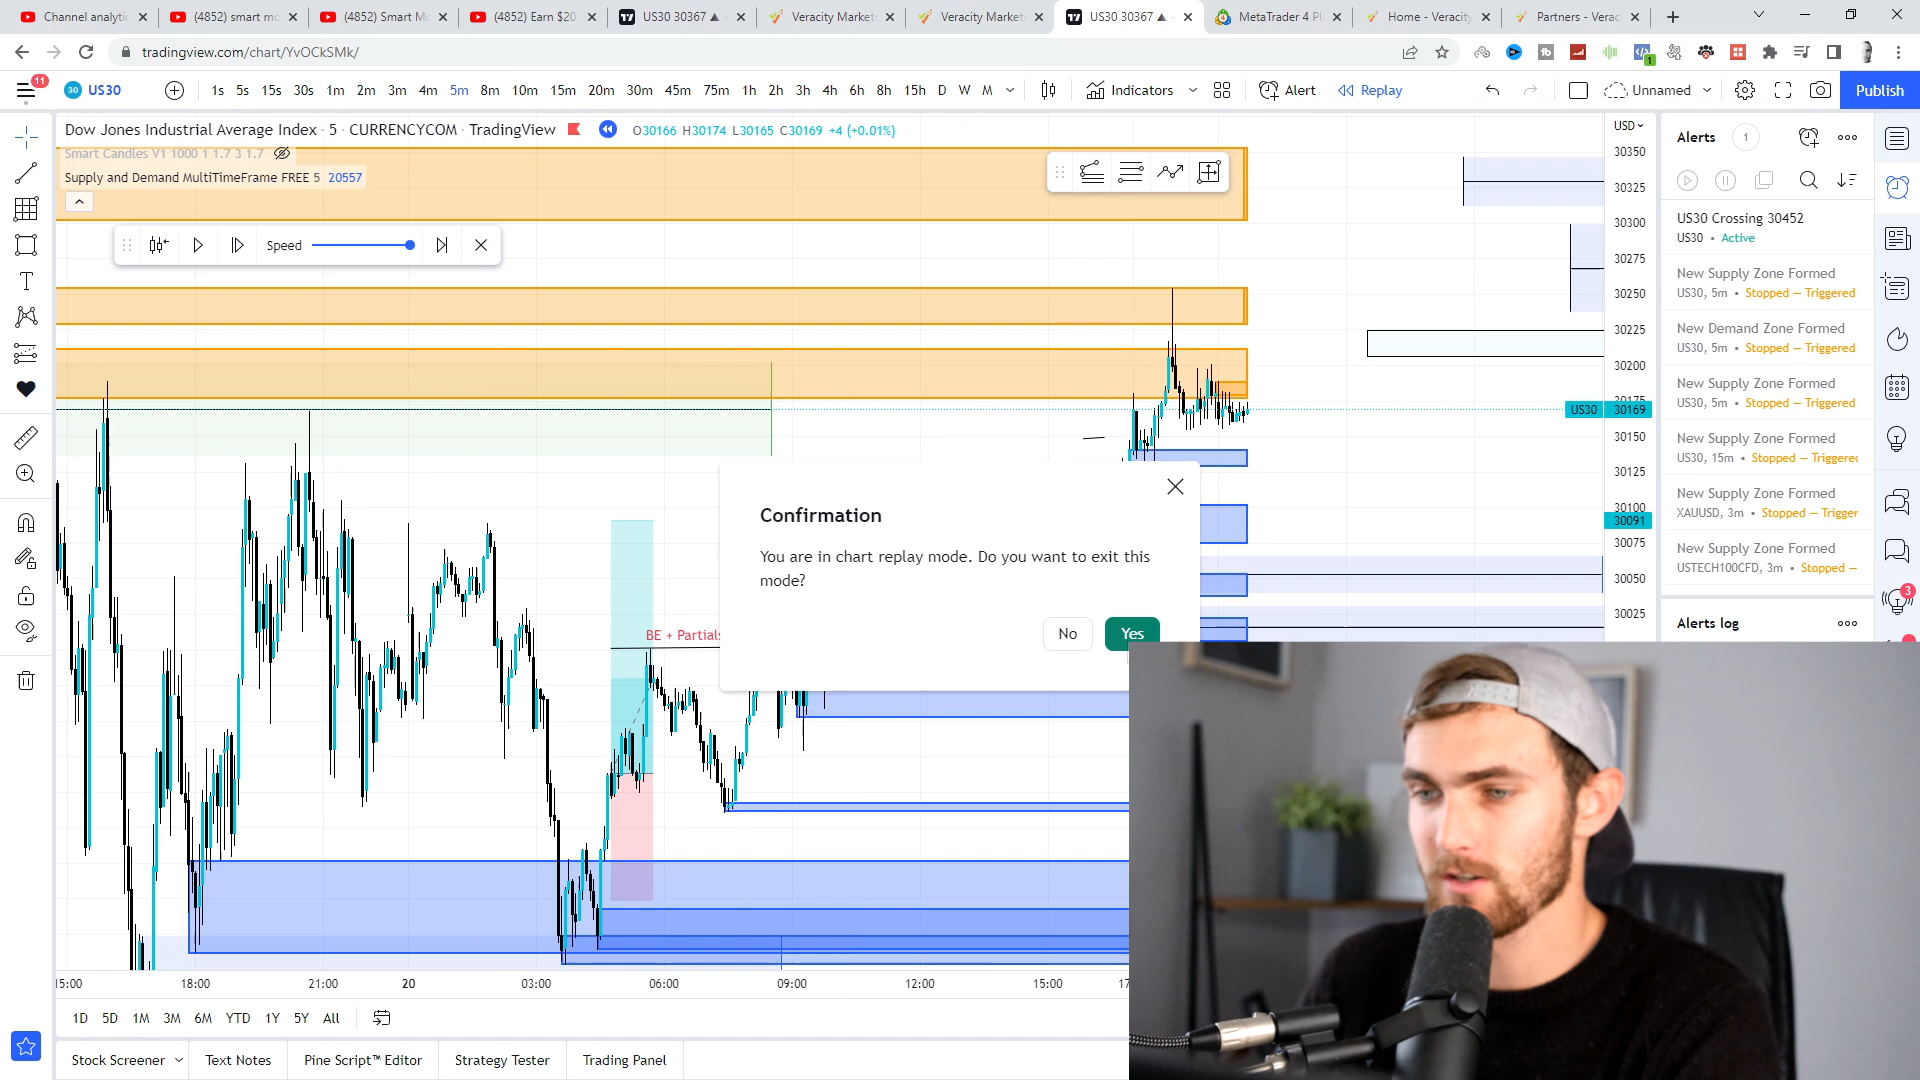 Channel analytic
(4852) smart mo
(4852) Smart Mo
(4852) Earn $20
US30 30367 ▲
Veracity Market
Veracity Market
US30 30367 ▲
MetaTrader 4 Pl
Home - Veracity
Partners - Verac
tradingview.com/chart/YvOCkSMk/
11
30 US30
1s 5s 15s 30s 1m 2m 3m 4m 5m 8m 10m 15m 20m 30m 45m 75m 1h 2h 3h 4h 6h 8h 15h D W M
Indicators
Alert
Replay
Unnamed
Publish
Dow Jones Industrial Average Index · 5 · CURRENCYCOM · TradingView
O30166 H30174 L30165 C30169 +4 (+0.01%)
Smart Candles V1 1000 1 1.7 3 1.7
Supply and Demand MultiTimeFrame FREE 5 20557
Speed
USD
30350
30325
30300
30275
30250
30225
30200
30175
US30 30169
30150
30125
30100
30091
30075
30050
30025
Alerts 1
US30 Crossing 30452
US30 • Active
New Supply Zone Formed
US30, 5m • Stopped — Triggered
New Demand Zone Formed
US30, 5m • Stopped — Triggered
New Supply Zone Formed
US30, 5m • Stopped — Triggered
New Supply Zone Formed
US30, 15m • Stopped — Triggered
New Supply Zone Formed
XAUUSD, 3m • Stopped — Trigger
New Supply Zone Formed
USTECH100CFD, 3m • Stopped —
3
Alerts log
Confirmation
You are in chart replay mode. Do you want to exit this
mode?
No
Yes
BE + Partials
15:00 18:00 21:00 20 03:00 06:00 09:00 12:00 15:00 17
1D 5D 1M 3M 6M YTD 1Y 5Y All
Stock Screener
Text Notes
Pine Script™ Editor
Strategy Tester
Trading Panel